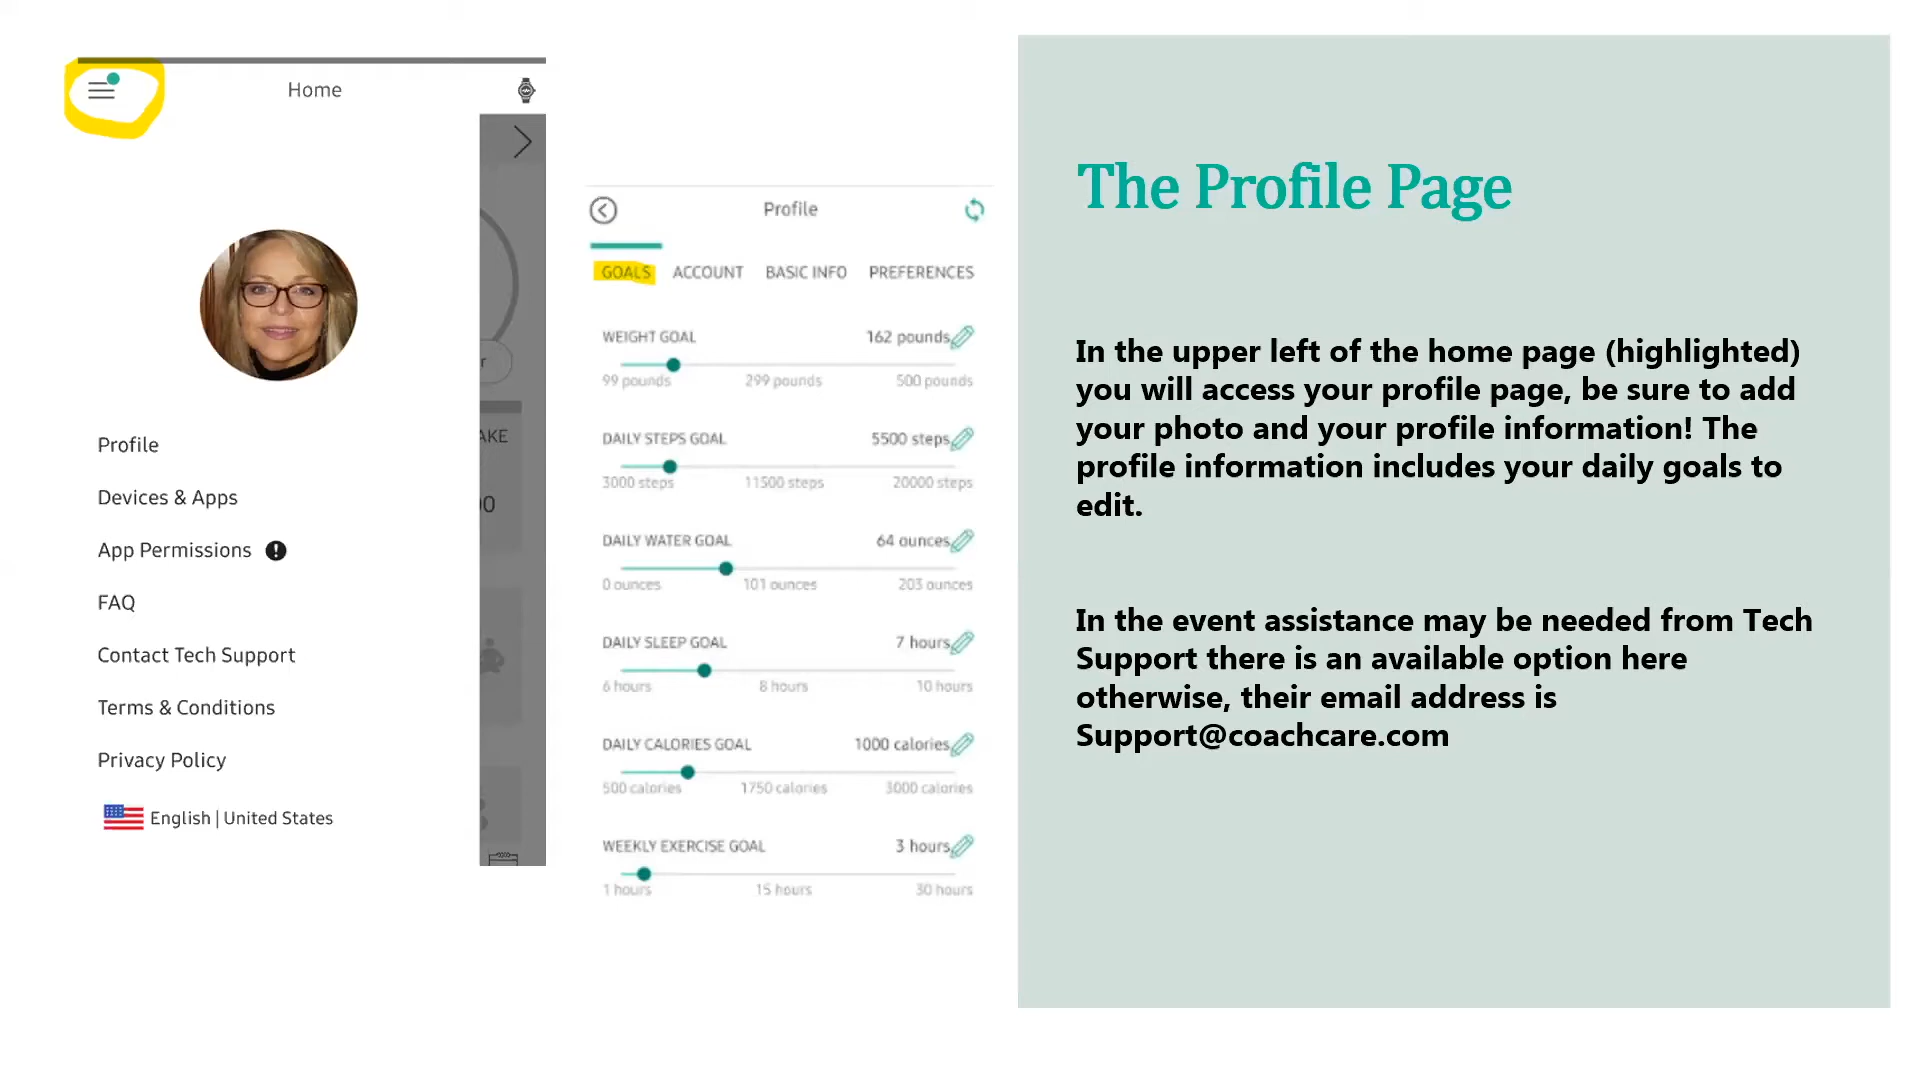 Home
Profile
Devices & Apps
App Permissions
FAQ
Contact Tech Support
Terms & Conditions
Privacy Policy
English | United States
Profile
GOALS ACCOUNT BASIC INFO PREFERENCES
WEIGHT GOAL 162 pounds
99 pounds 299 pounds 500 pounds
DAILY STEPS GOAL 5500 steps
3000 steps 11500 steps 20000 steps
DAILY WATER GOAL 64 ounces
0 ounces 101 ounces 203 ounces
DAILY SLEEP GOAL 7 hours
6 hours 8 hours 10 hours
DAILY CALORIES GOAL 1000 calories
500 calories 1750 calories 3000 calories
WEEKLY EXERCISE GOAL 3 hours
1 hours 15 hours 30 hours
The Profile Page
In the upper left of the home page (highlighted)
you will access your profile page, be sure to add
your photo and your profile information! The
profile information includes your daily goals to
edit.
In the event assistance may be needed from Tech
Support there is an available option here
otherwise, their email address is
Support@coachcare.com